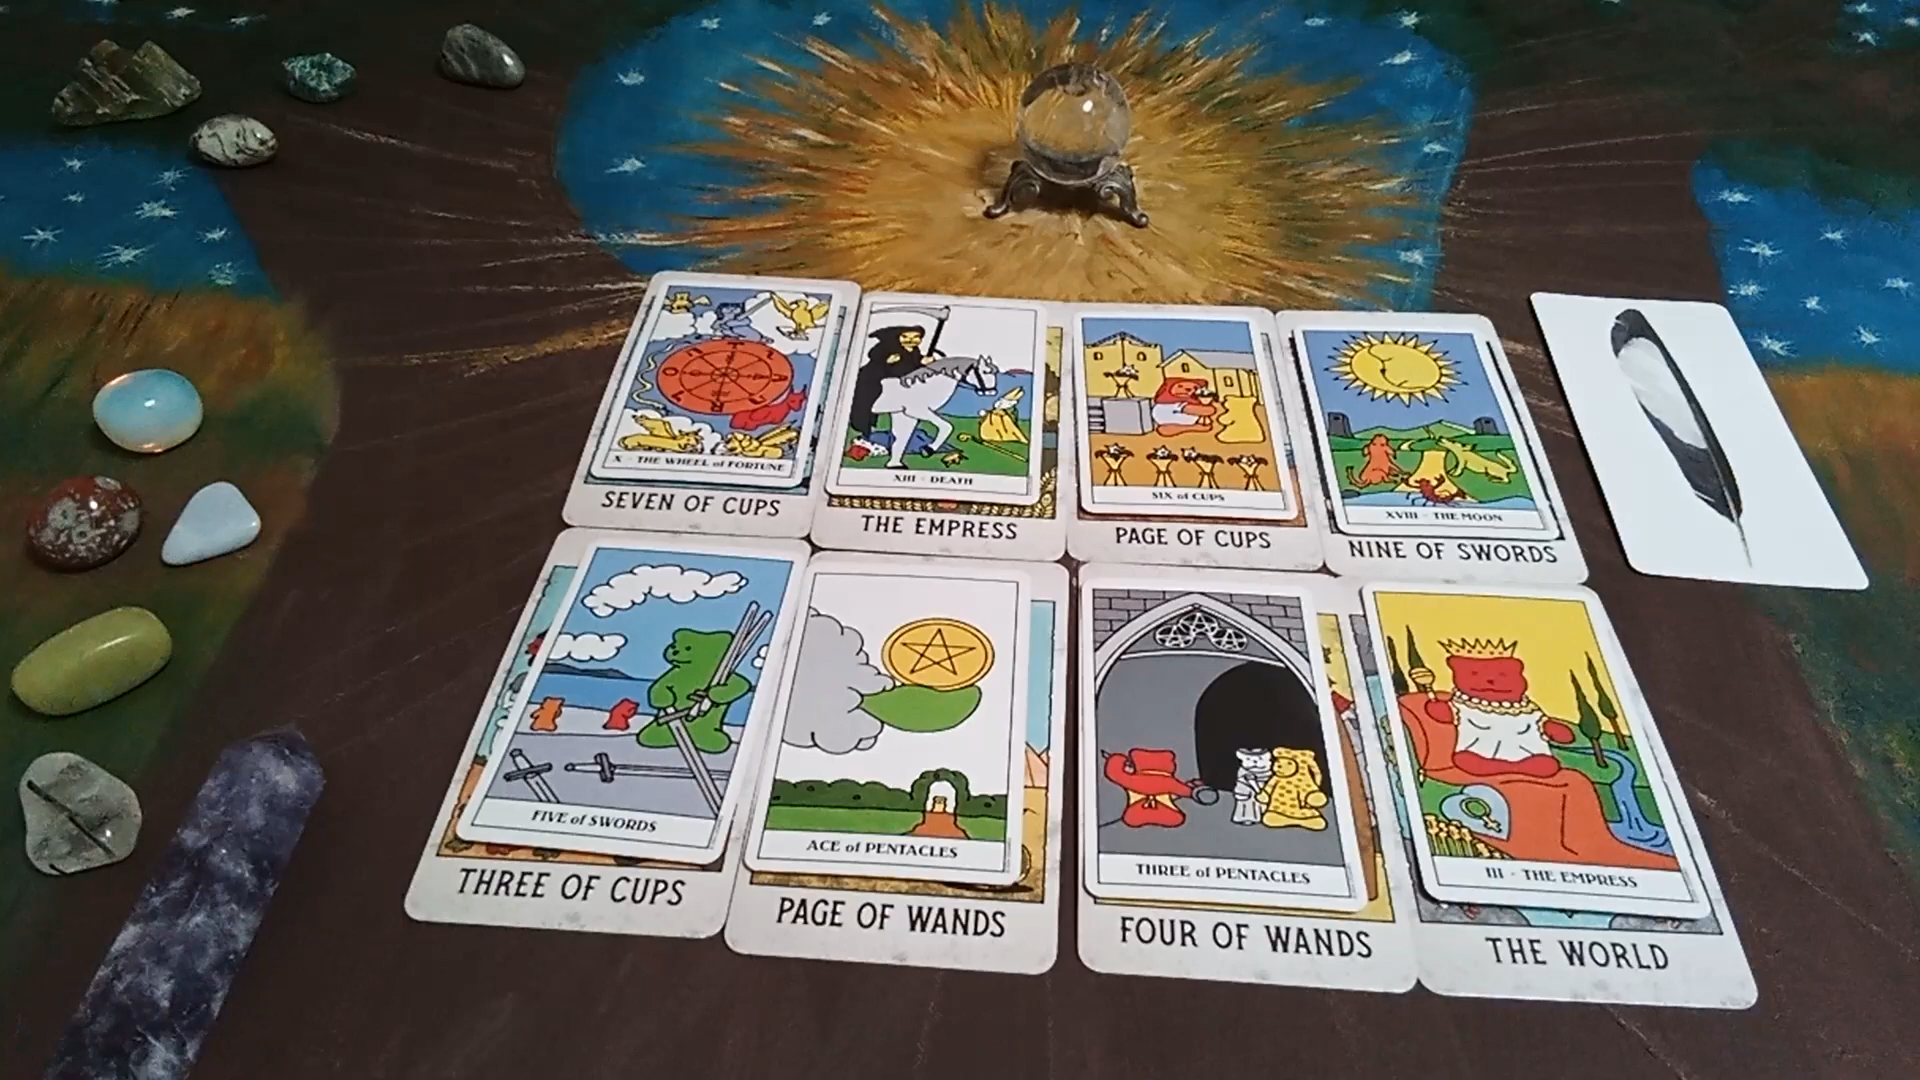 X · THE WHEEL of FORTUNE
SEVEN OF CUPS
XIII · DEATH
THE EMPRESS
SIX of CUPS
PAGE OF CUPS
XVIII · THE MOON
NINE OF SWORDS
FIVE of SWORDS
THREE OF CUPS
ACE of PENTACLES
PAGE OF WANDS
THREE of PENTACLES
FOUR OF WANDS
III · THE EMPRESS
THE WORLD